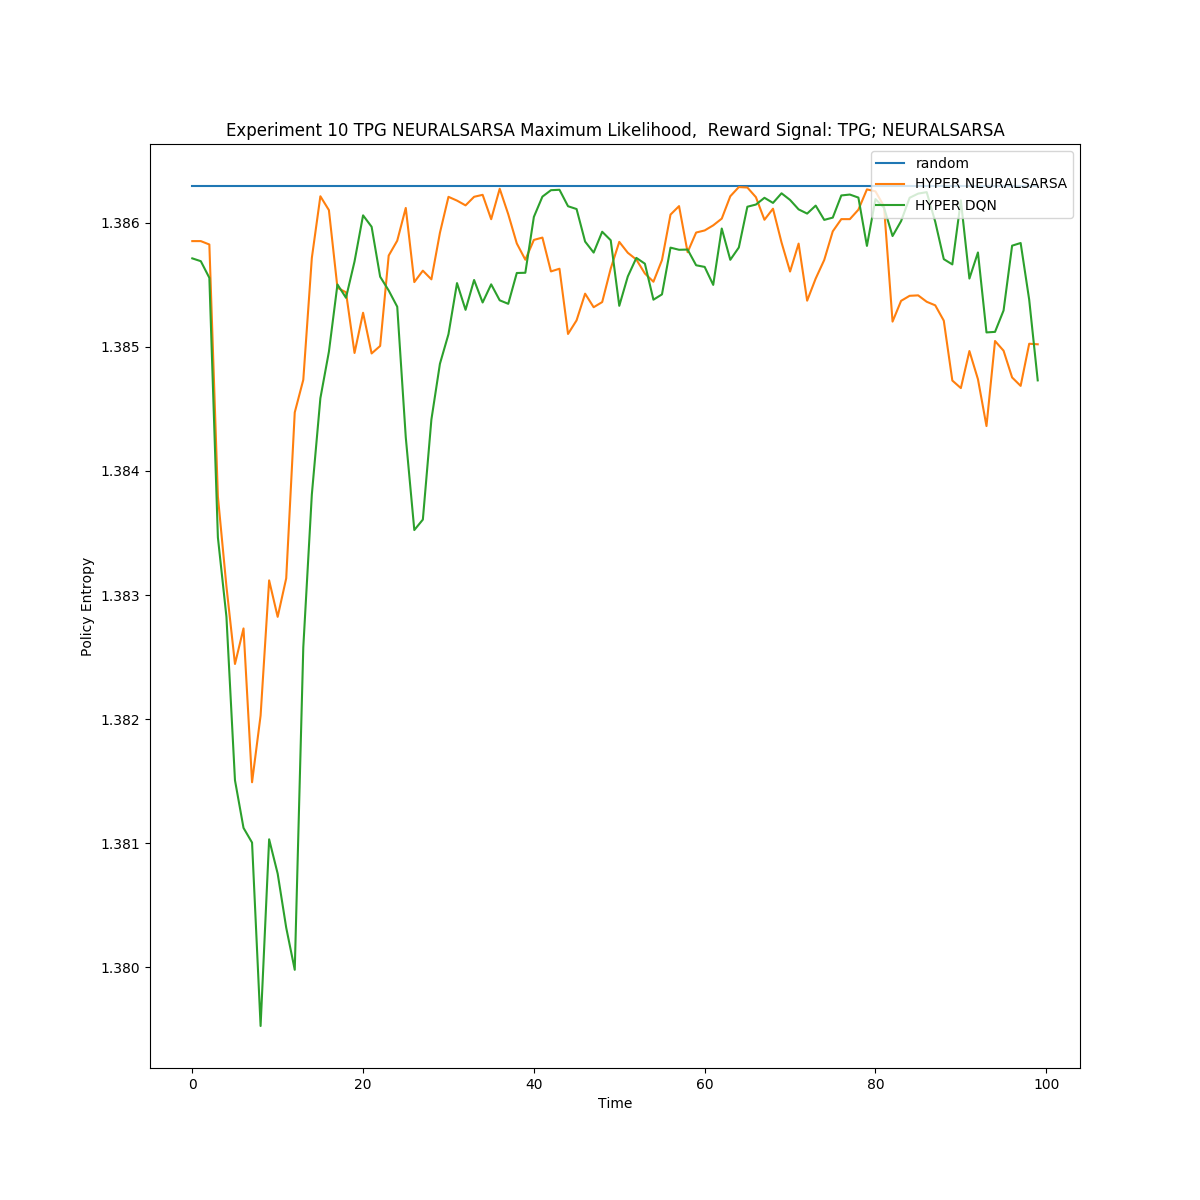 Experiment 10 TPG NEURALSARSA Maximum Likelihood,  Reward Signal: TPG; NEURALSARSA
random
HYPER NEURALSARSA
HYPER DQN
1.386
1.385
1.384
1.383
1.382
1.381
1.380
Policy Entropy
0 20 40 60 80 100
Time